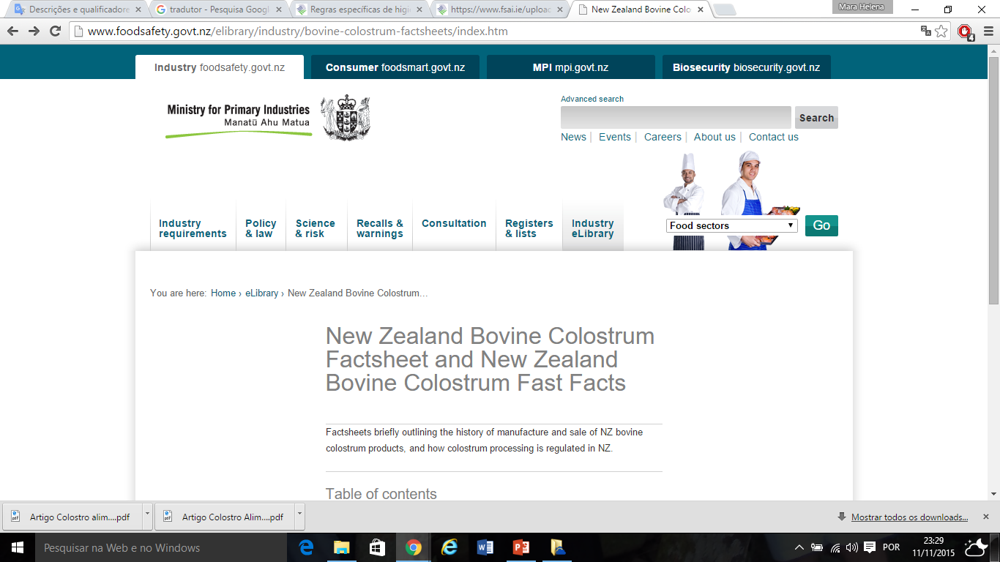 Descrições e qualificadore
tradutor - Pesquisa Googl
Regras específicas de higi
https://www.fsai.ie/uploac
New Zealand Bovine Colo
Mara Helena
www.foodsafety.govt.nz/elibrary/industry/bovine-colostrum-factsheets/index.htm
4
Industry foodsafety.govt.nz
Consumer foodsmart.govt.nz
MPI mpi.govt.nz
Biosecurity biosecurity.govt.nz
Ministry for Primary Industries
Manatū Ahu Matua
Advanced search
Search
News | Events | Careers | About us | Contact us
Industry
requirements
Policy
& law
Science
& risk
Recalls &
warnings
Consultation
Registers
& lists
Industry
eLibrary
Food sectors
Go
You are here: Home › eLibrary › New Zealand Bovine Colostrum...
New Zealand Bovine Colostrum
Factsheet and New Zealand
Bovine Colostrum Fast Facts
Factsheets briefly outlining the history of manufacture and sale of NZ bovine
colostrum products, and how colostrum processing is regulated in NZ.
Table of contents
Artigo Colostro alim....pdf
Artigo Colostro Alim....pdf
Mostrar todos os downloads...
Pesquisar na Web e no Windows
POR
23:29
11/11/2015